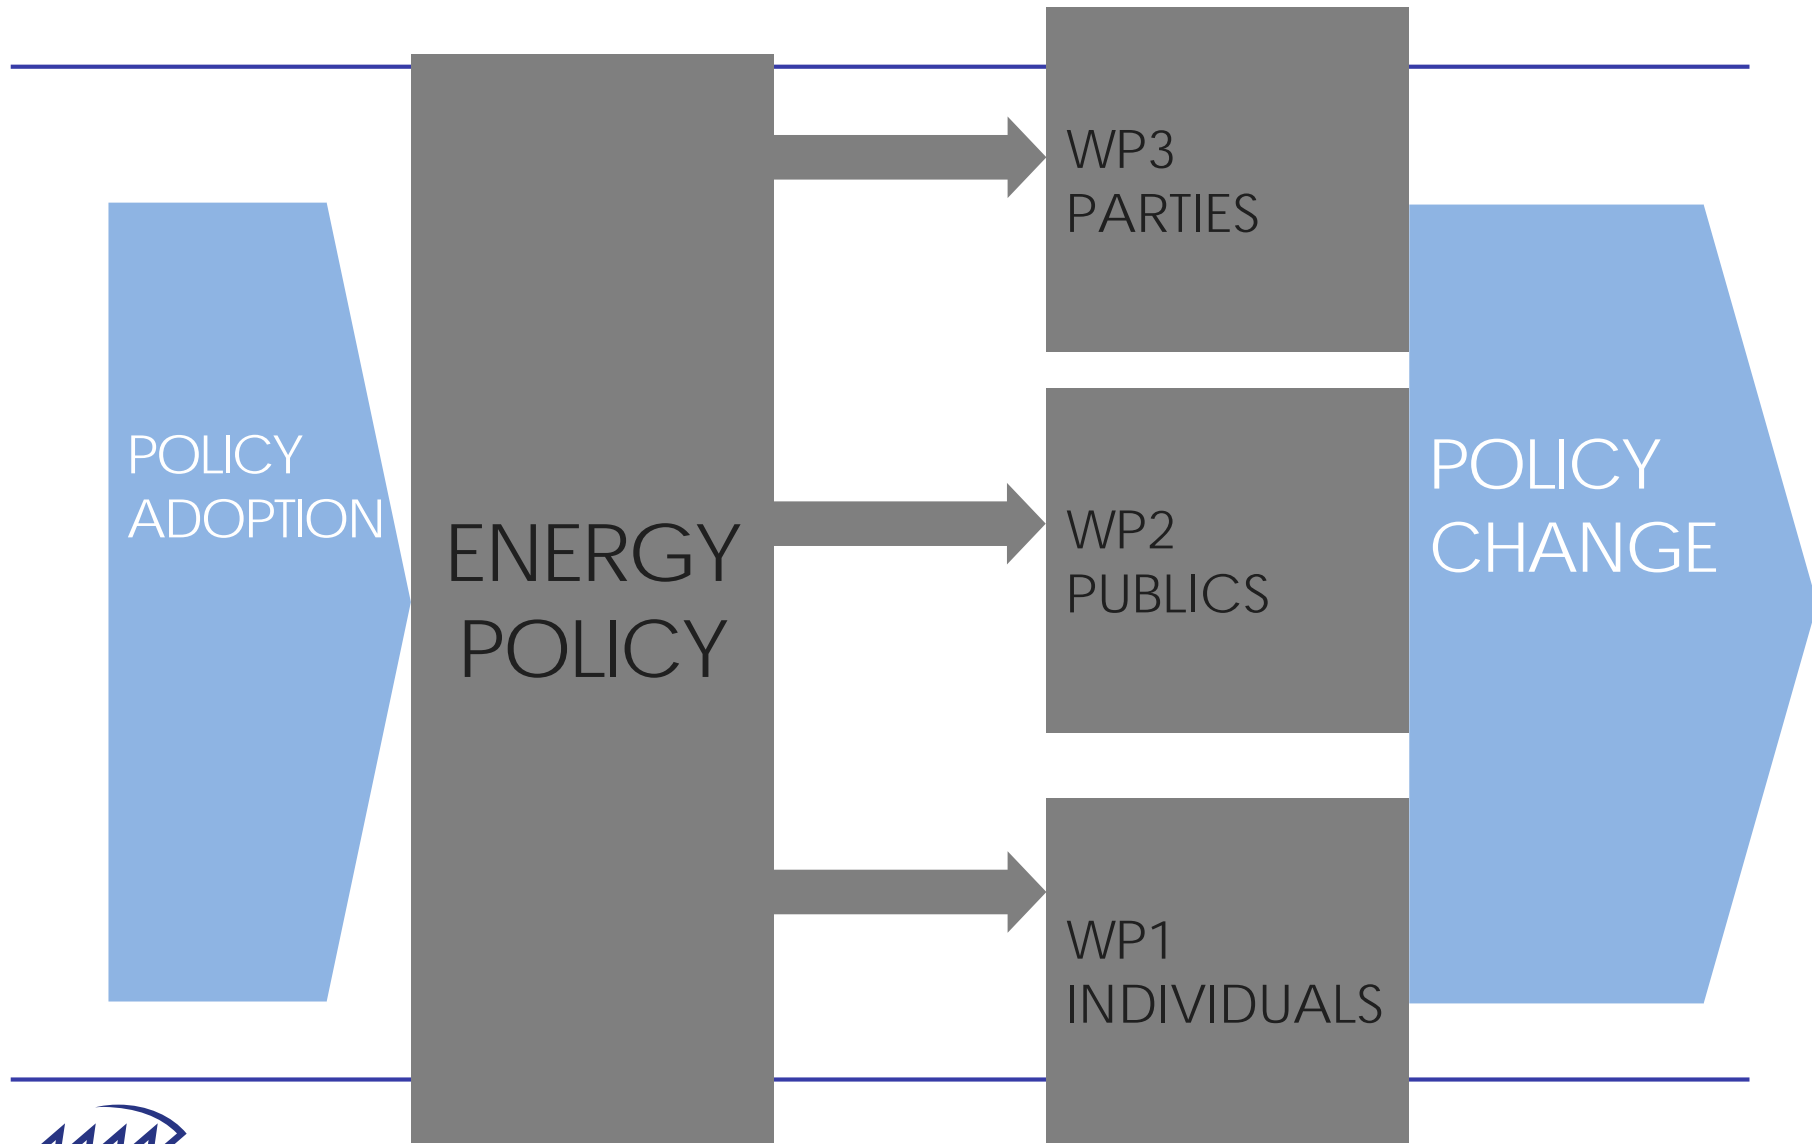 POLICY
ADOPTION
ENERGY
POLICY
WP3
PARTIES
WP2
PUBLICS
WP1
INDIVIDUALS
POLICY
CHANGE